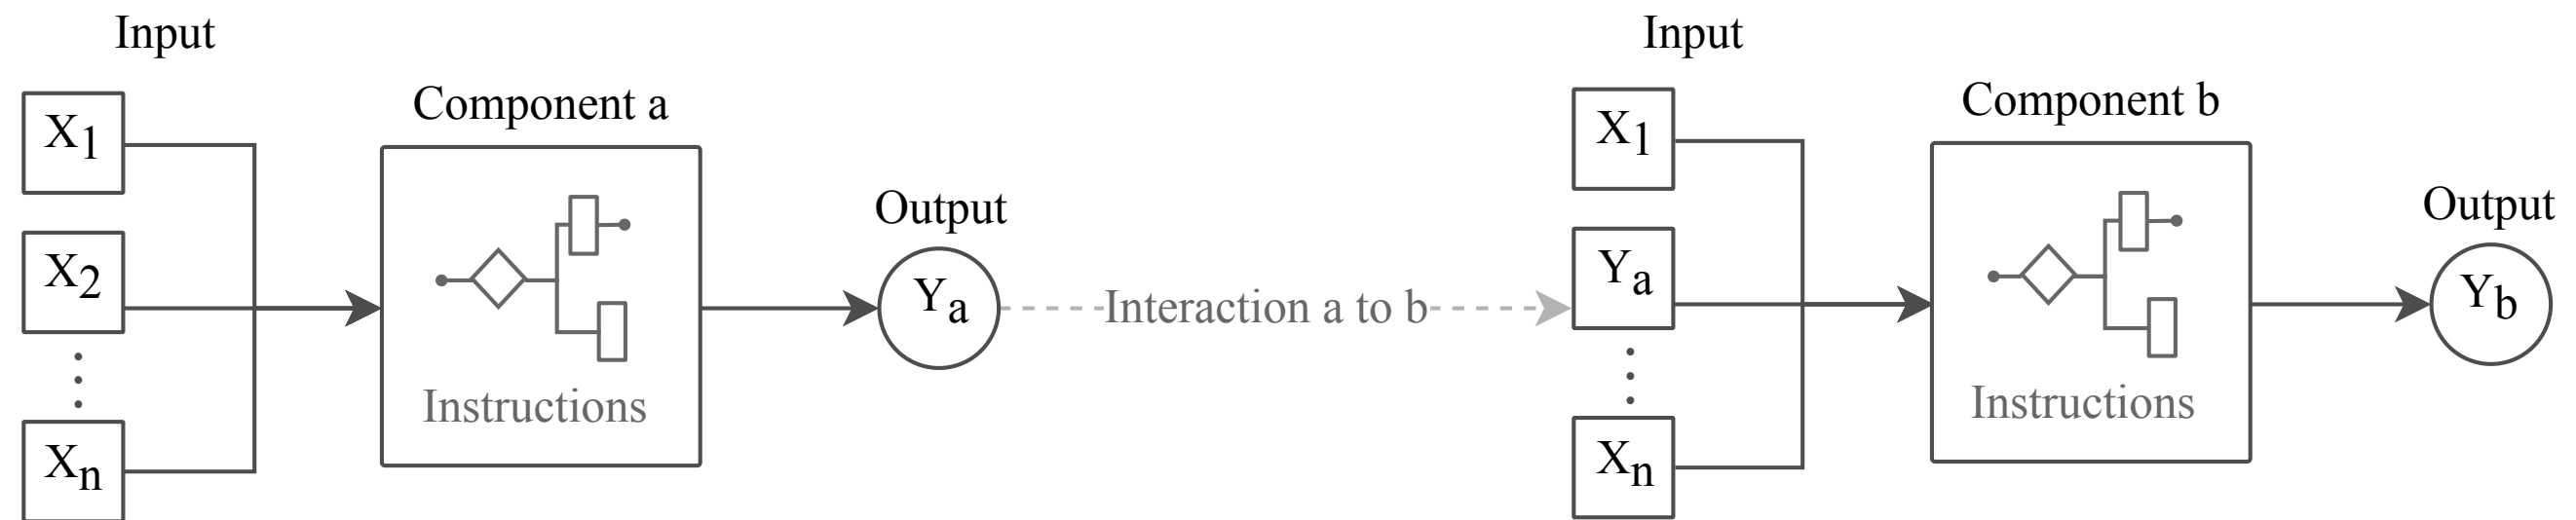 Input
X1
X2
Xn
Component a
Instructions
Output
Ya
Interaction a to b
Input
X1
Ya
Xn
Component b
Instructions
Output
Yb